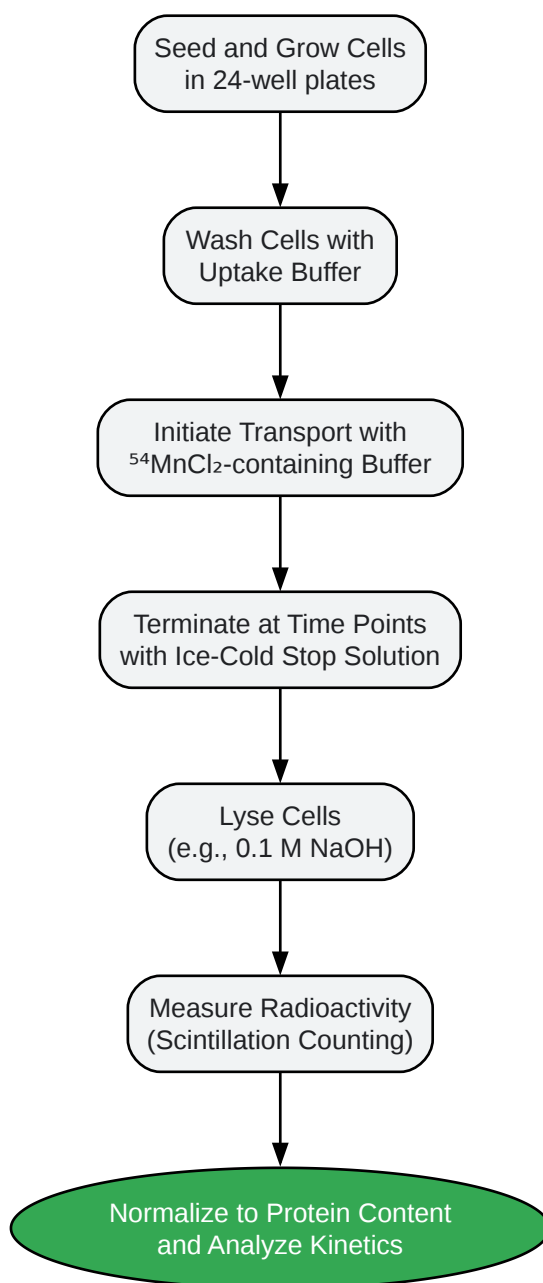 Seed and Grow Cells
in 24-well plates
Wash Cells with
Uptake Buffer
Initiate Transport with
⁵⁴MnCl₂-containing Buffer
Terminate at Time Points
with Ice-Cold Stop Solution
Lyse Cells
(e.g., 0.1 M NaOH)
Measure Radioactivity
(Scintillation Counting)
Normalize to Protein Content
and Analyze Kinetics